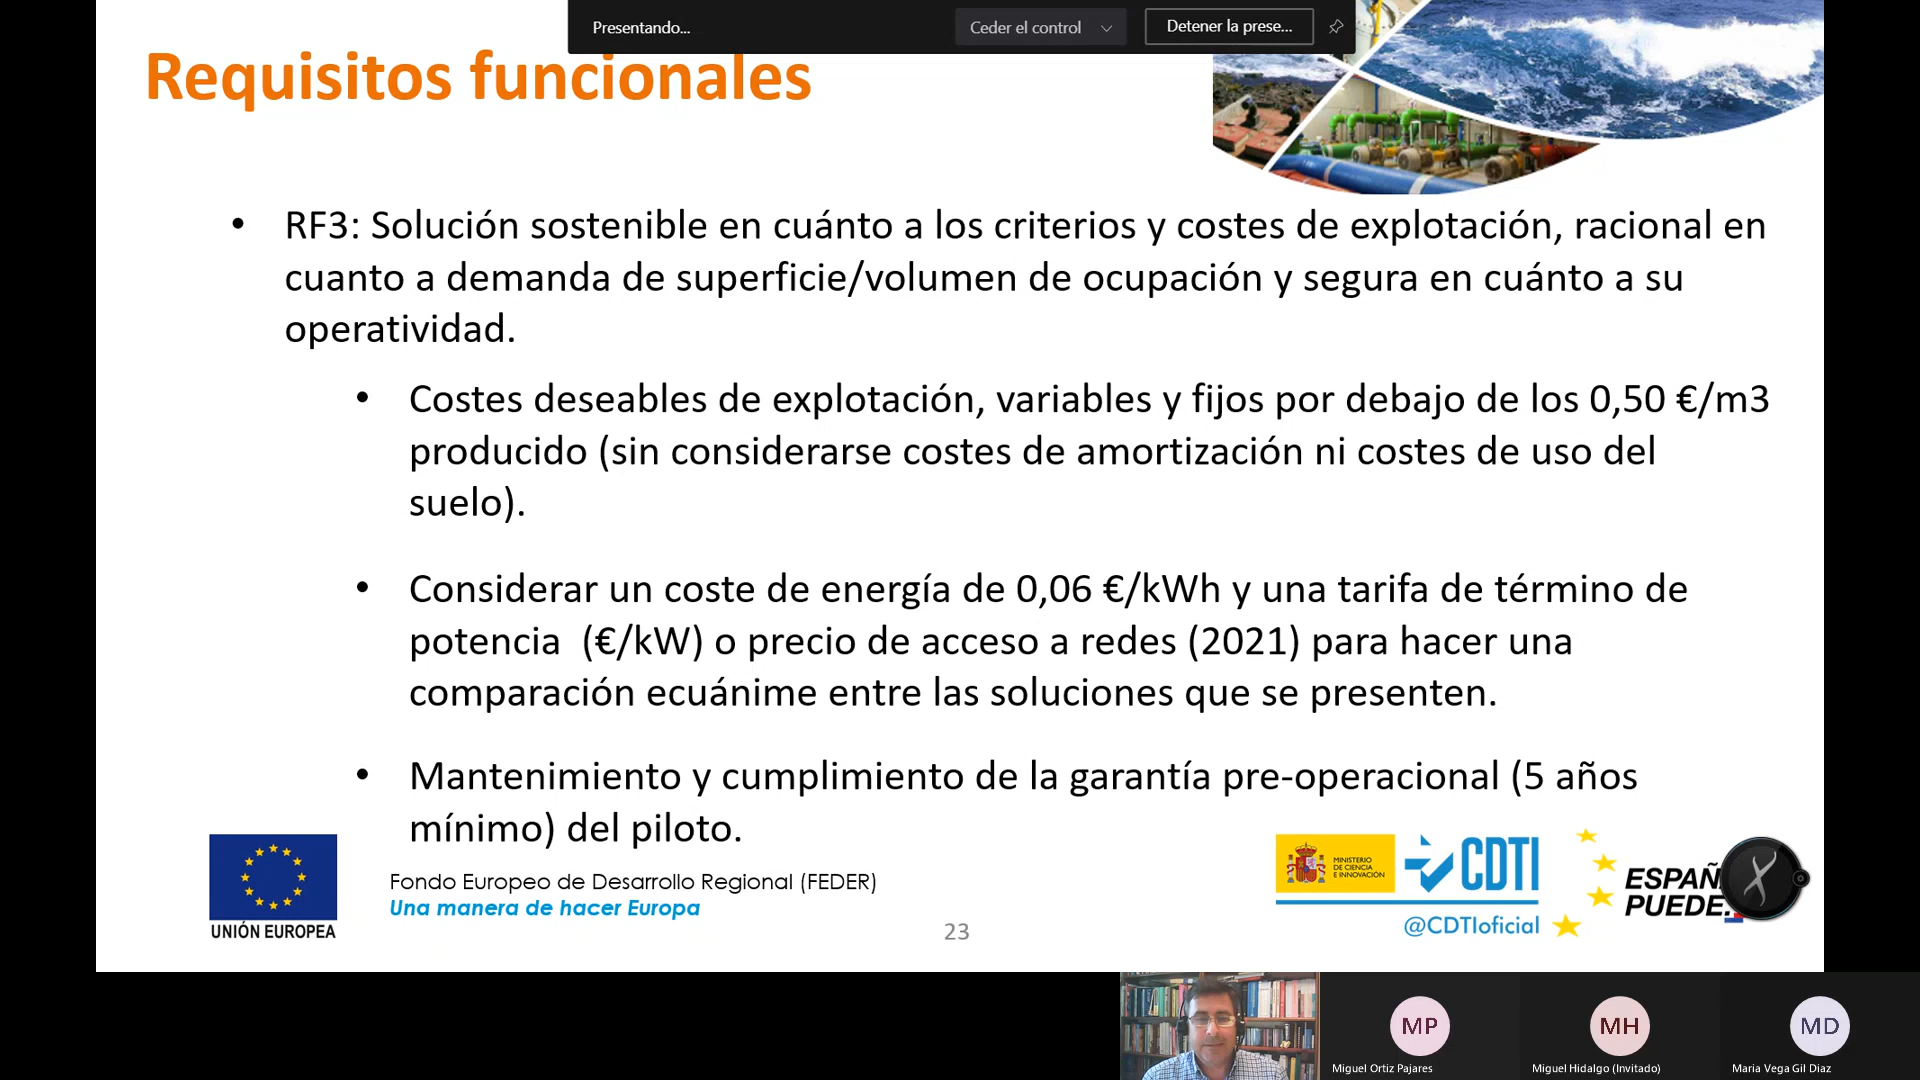 Presentando...
Ceder el control
Detener la prese...
Requisitos funcionales
• RF3: Solución sostenible en cuánto a los criterios y costes de explotación, racional en
cuanto a demanda de superficie/volumen de ocupación y segura en cuánto a su
operatividad.
• Costes deseables de explotación, variables y fijos por debajo de los 0,50 €/m3
producido (sin considerarse costes de amortización ni costes de uso del
suelo).
• Considerar un coste de energía de 0,06 €/kWh y una tarifa de término de
potencia (€/kW) o precio de acceso a redes (2021) para hacer una
comparación ecuánime entre las soluciones que se presenten.
• Mantenimiento y cumplimiento de la garantía pre-operacional (5 años
mínimo) del piloto.
UNIÓN EUROPEA
Fondo Europeo de Desarrollo Regional (FEDER)
Una manera de hacer Europa
23
MINISTERIO
DE CIENCIA
E INNOVACIÓN
CDTI
@CDTIoficial
ESPAÑ
PUEDE.
MP
MH
MD
Miguel Ortiz Pajares
Miguel Hidalgo (Invitado)
Maria Vega Gil Diaz